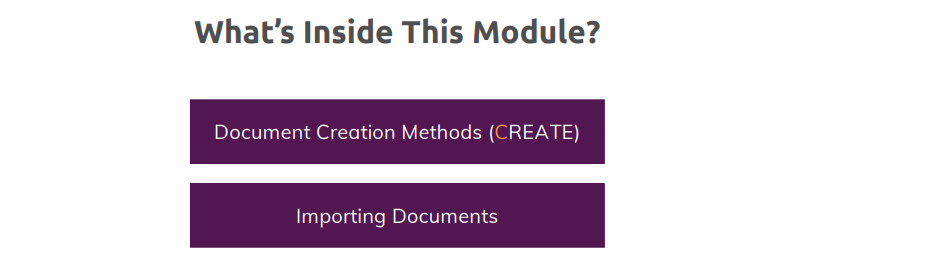 What’s Inside This Module?
Document Creation Methods (CREATE)
Importing Documents